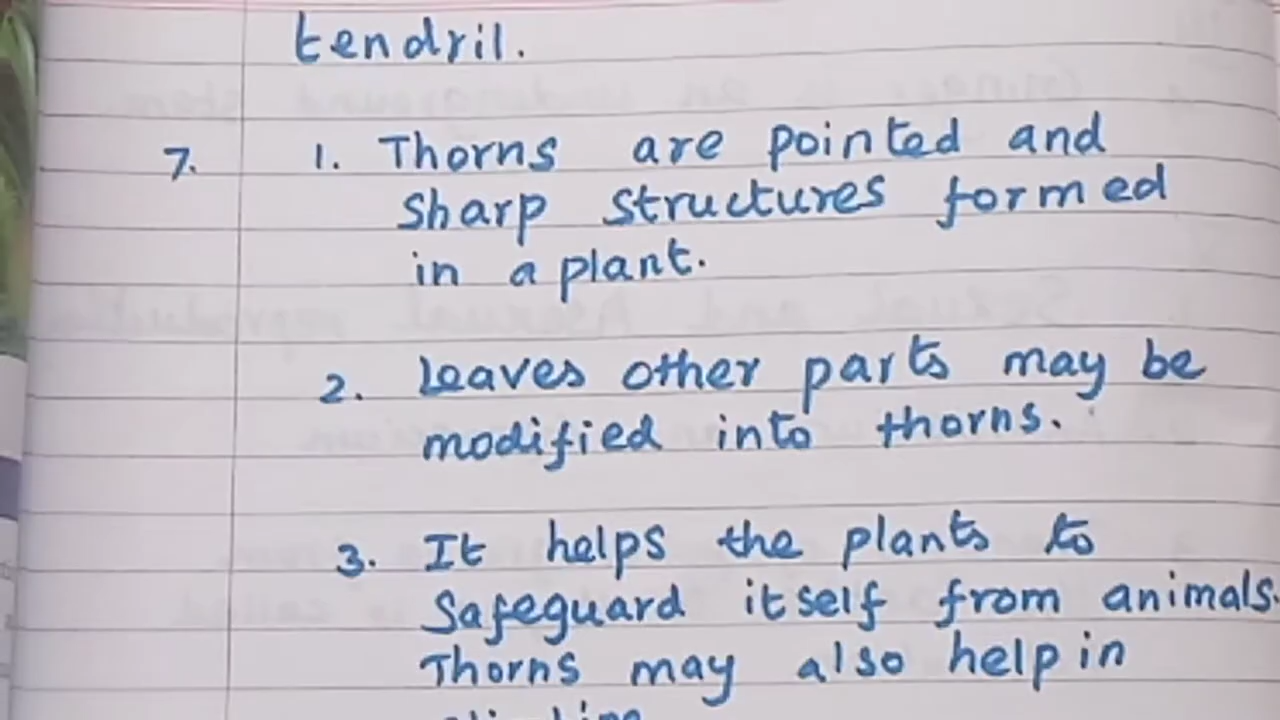 tendril.
7. 1. Thorns are pointed and
sharp structures formed
in a plant.
2. Leaves other parts may be
modified into thorns.
3. It helps the plants to
safeguard itself from animals.
Thorns may also help in